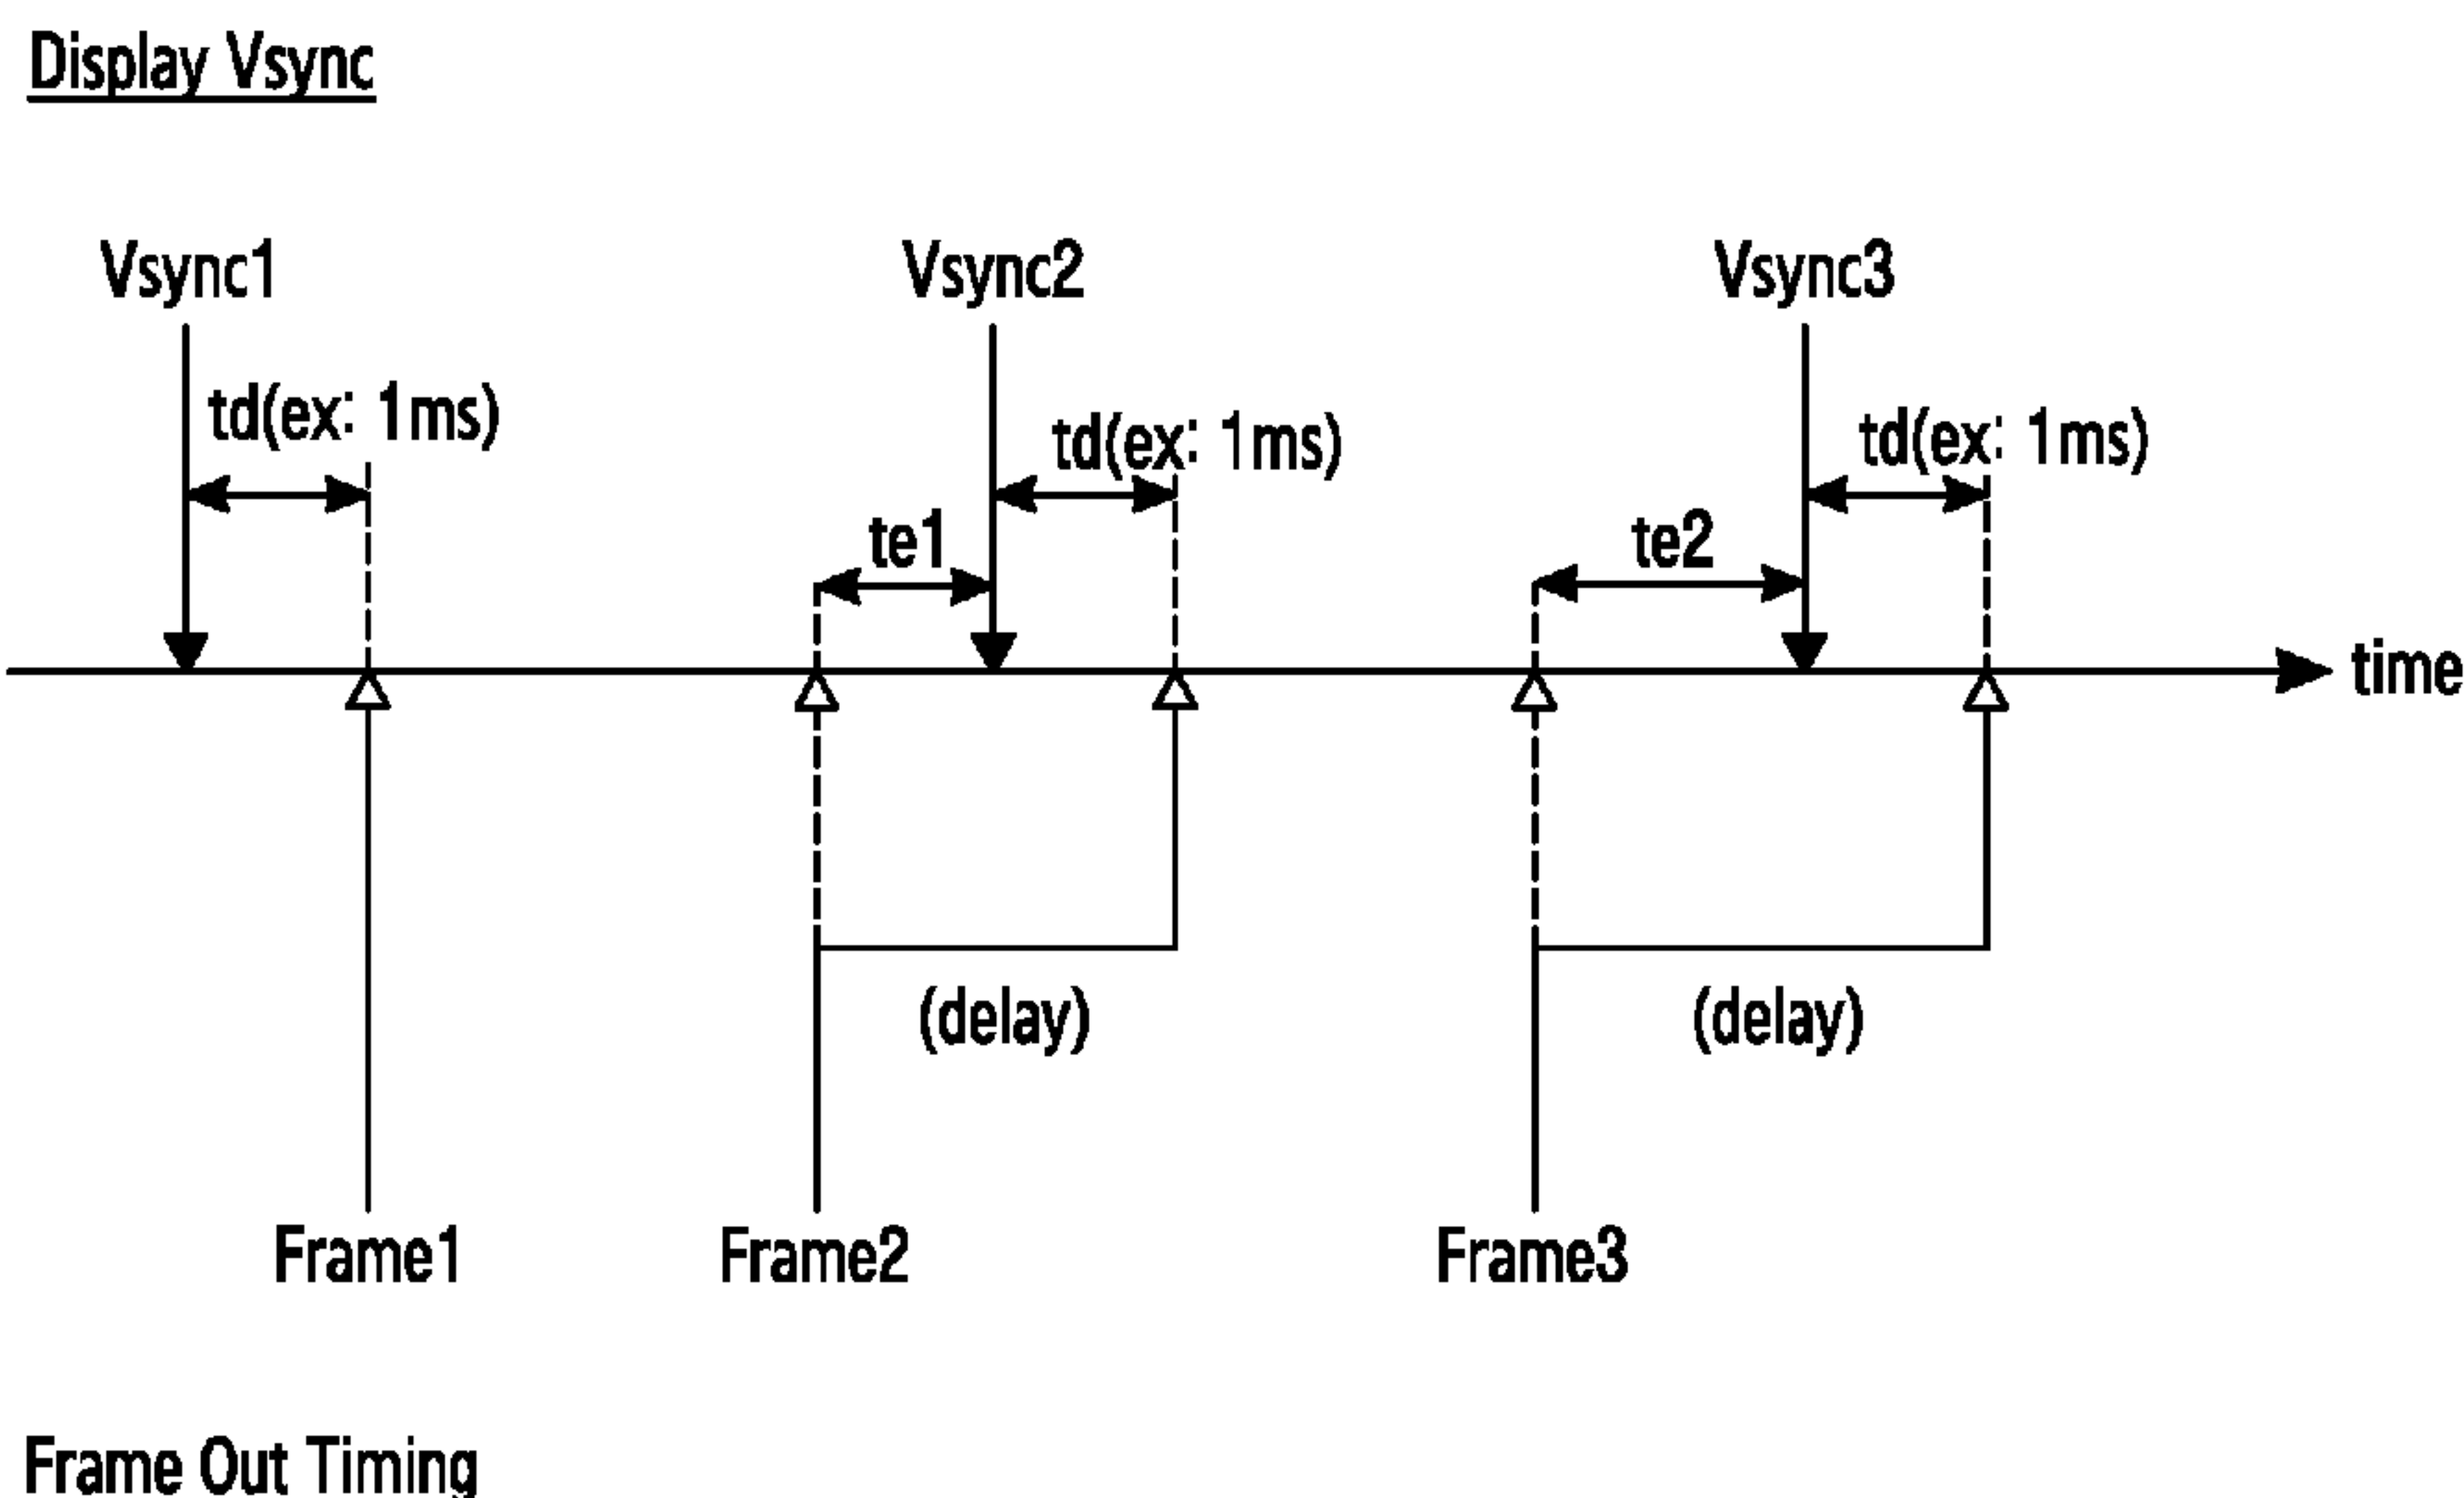 Display Vsync
Vsync1
Vsync2
Vsync3
td(ex: 1ms)
td(ex: 1ms)
td(ex: 1ms)
te1
te2
time
(delay)
(delay)
Frame1
Frame2
Frame3
Frame Out Timing